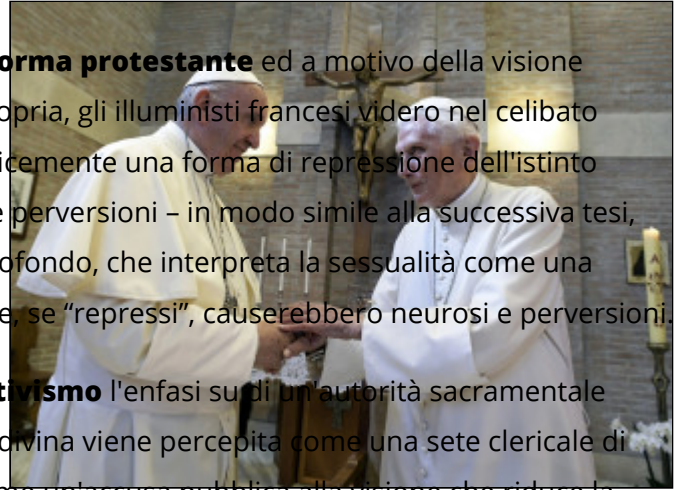 orma protestante ed a motivo della visione
opria, gli illuministi francesi videro nel celibato
icemente una forma di repressione dell'istinto
e perversioni – in modo simile alla successiva tesi,
ofondo, che interpreta la sessualità come una
e, se “repressi”, causerebbero neurosi e perversioni.
tivismo l'enfasi su di un'autorità sacramentale
divina viene percepita come una sete clericale di